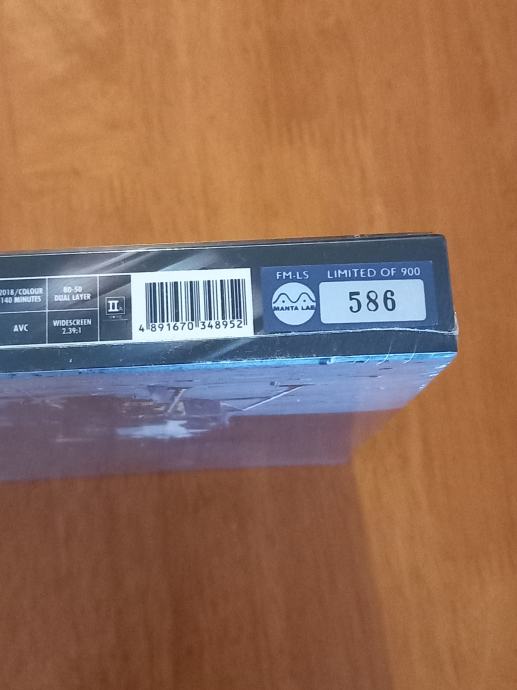 2018/COLOUR
140 MINUTES
BD-50
DUAL LAYER
AVC
WIDESCREEN
2.39:1
II
4 891670 348952
FM-LS LIMITED OF 900
MANTA LAB
586